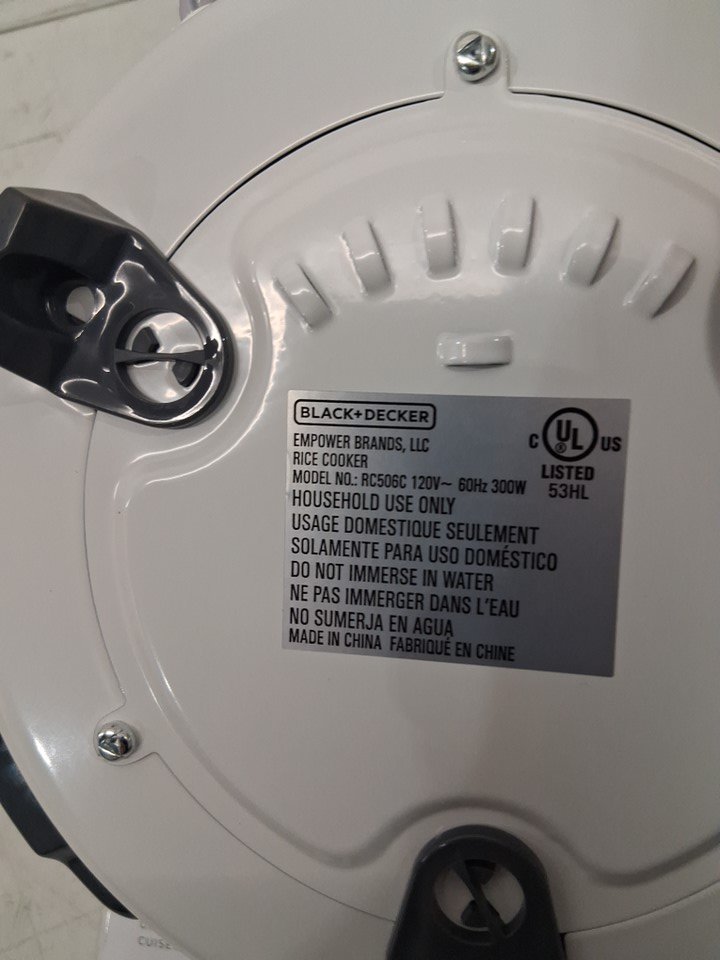 BLACK+DECKER
EMPOWER BRANDS, LLC
RICE COOKER
MODEL NO.: RC506C 120V~ 60Hz 300W
HOUSEHOLD USE ONLY
USAGE DOMESTIQUE SEULEMENT
SOLAMENTE PARA USO DOMÉSTICO
DO NOT IMMERSE IN WATER
NE PAS IMMERGER DANS L'EAU
NO SUMERJA EN AGUA
MADE IN CHINA FABRIQUÉ EN CHINE
C UL US
LISTED
53HL